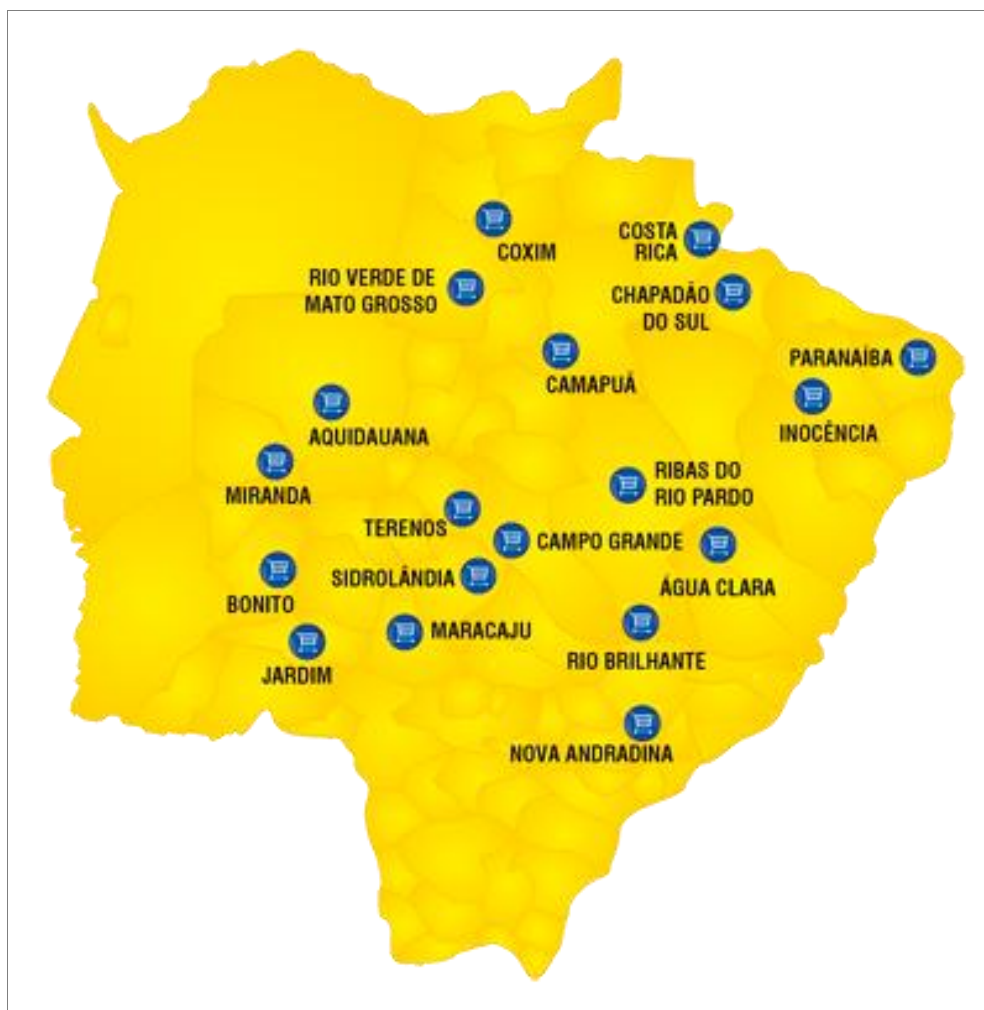 COXIM
COSTA
RICA
RIO VERDE DE
MATO GROSSO
CHAPADÃO
DO SUL
CAMAPUÃ
PARANAÍBA
INOCÊNCIA
AQUIDAUANA
MIRANDA
RIBAS DO
RIO PARDO
TERENOS
CAMPO GRANDE
SIDROLÂNDIA
ÁGUA CLARA
BONITO
MARACAJU
JARDIM
RIO BRILHANTE
NOVA ANDRADINA